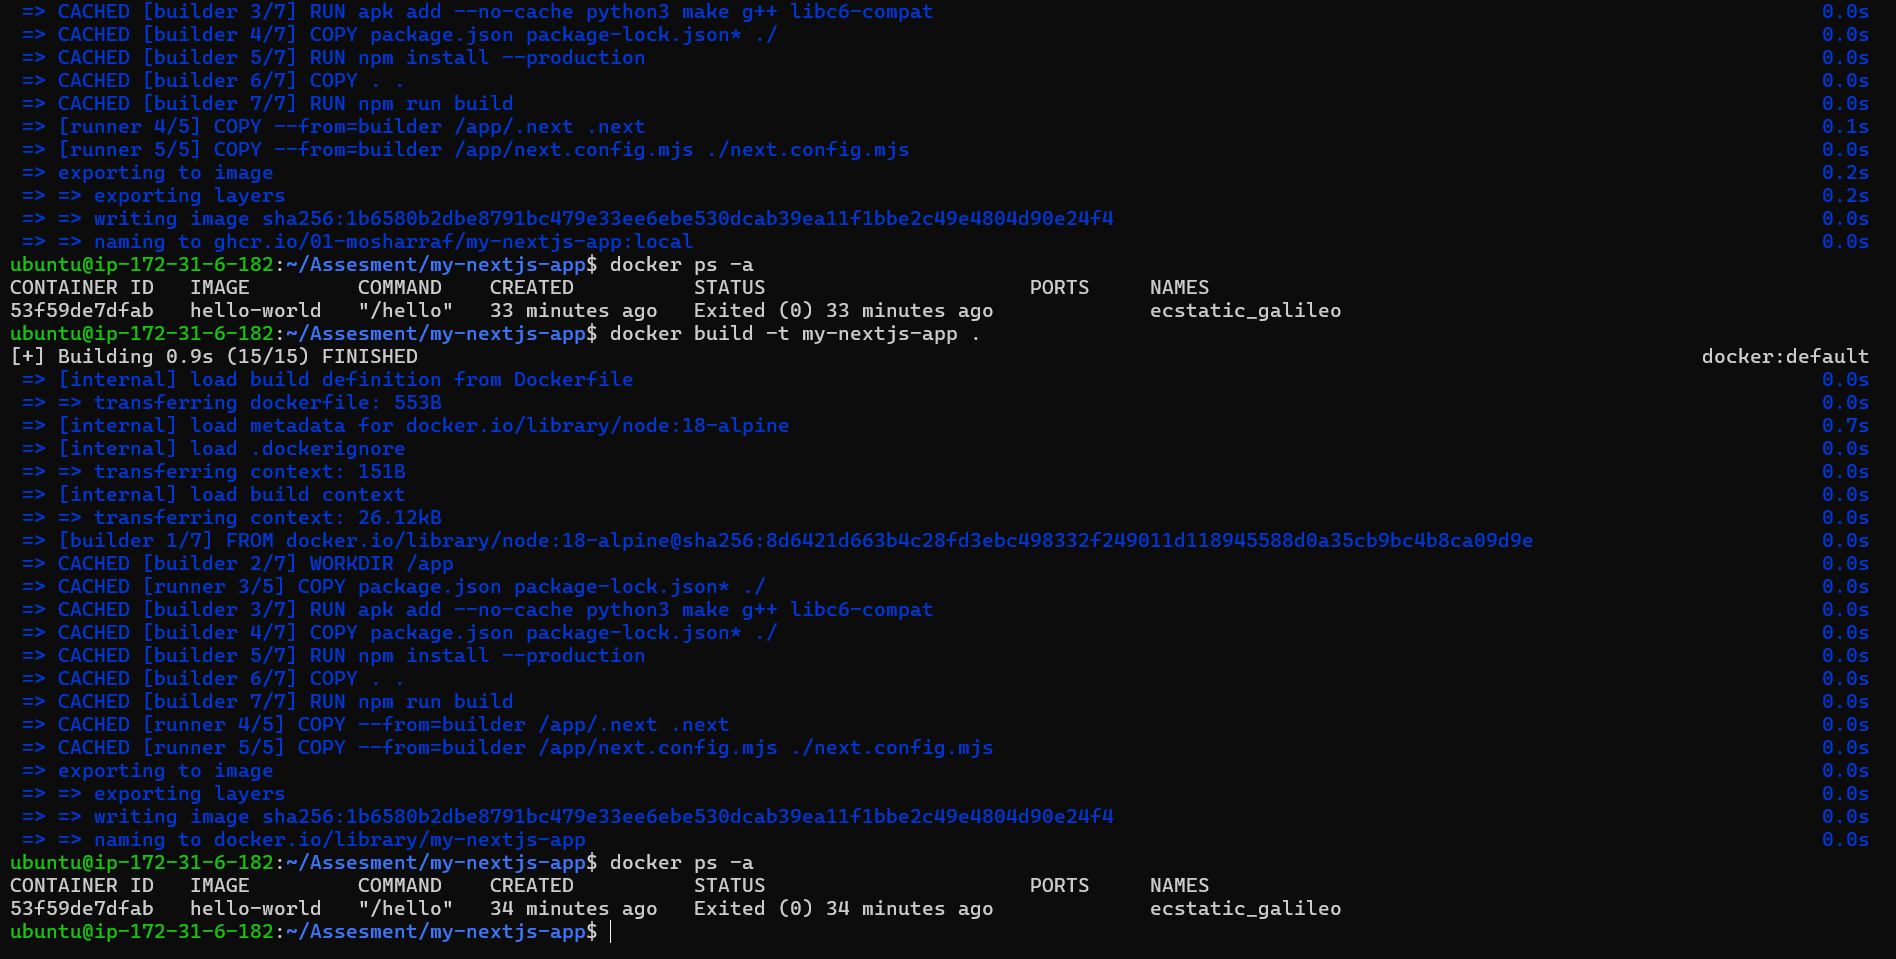 => CACHED [builder 3/7] RUN apk add --no-cache python3 make g++ libc6-compat 0.0s
=> CACHED [builder 4/7] COPY package.json package-lock.json* ./ 0.0s
=> CACHED [builder 5/7] RUN npm install --production 0.0s
=> CACHED [builder 6/7] COPY . . 0.0s
=> CACHED [builder 7/7] RUN npm run build 0.0s
=> [runner 4/5] COPY --from=builder /app/.next .next 0.1s
=> [runner 5/5] COPY --from=builder /app/next.config.mjs ./next.config.mjs 0.0s
=> exporting to image 0.2s
=> => exporting layers 0.2s
=> => writing image sha256:1b6580b2dbe8791bc479e33ee6ebe530dcab39ea11f1bbe2c49e4804d90e24f4 0.0s
=> => naming to ghcr.io/01-mosharraf/my-nextjs-app:local 0.0s
ubuntu@ip-172-31-6-182:~/Assesment/my-nextjs-app$ docker ps -a
CONTAINER ID IMAGE COMMAND CREATED STATUS PORTS NAMES
53f59de7dfab hello-world "/hello" 33 minutes ago Exited (0) 33 minutes ago ecstatic_galileo
ubuntu@ip-172-31-6-182:~/Assesment/my-nextjs-app$ docker build -t my-nextjs-app .
[+] Building 0.9s (15/15) FINISHED docker:default
=> [internal] load build definition from Dockerfile 0.0s
=> => transferring dockerfile: 553B 0.0s
=> [internal] load metadata for docker.io/library/node:18-alpine 0.7s
=> [internal] load .dockerignore 0.0s
=> => transferring context: 151B 0.0s
=> [internal] load build context 0.0s
=> => transferring context: 26.12kB 0.0s
=> [builder 1/7] FROM docker.io/library/node:18-alpine@sha256:8d6421d663b4c28fd3ebc498332f249011d118945588d0a35cb9bc4b8ca09d9e 0.0s
=> CACHED [builder 2/7] WORKDIR /app 0.0s
=> CACHED [runner 3/5] COPY package.json package-lock.json* ./ 0.0s
=> CACHED [builder 3/7] RUN apk add --no-cache python3 make g++ libc6-compat 0.0s
=> CACHED [builder 4/7] COPY package.json package-lock.json* ./ 0.0s
=> CACHED [builder 5/7] RUN npm install --production 0.0s
=> CACHED [builder 6/7] COPY . . 0.0s
=> CACHED [builder 7/7] RUN npm run build 0.0s
=> CACHED [runner 4/5] COPY --from=builder /app/.next .next 0.0s
=> CACHED [runner 5/5] COPY --from=builder /app/next.config.mjs ./next.config.mjs 0.0s
=> exporting to image 0.0s
=> => exporting layers 0.0s
=> => writing image sha256:1b6580b2dbe8791bc479e33ee6ebe530dcab39ea11f1bbe2c49e4804d90e24f4 0.0s
=> => naming to docker.io/library/my-nextjs-app 0.0s
ubuntu@ip-172-31-6-182:~/Assesment/my-nextjs-app$ docker ps -a
CONTAINER ID IMAGE COMMAND CREATED STATUS PORTS NAMES
53f59de7dfab hello-world "/hello" 34 minutes ago Exited (0) 34 minutes ago ecstatic_galileo
ubuntu@ip-172-31-6-182:~/Assesment/my-nextjs-app$